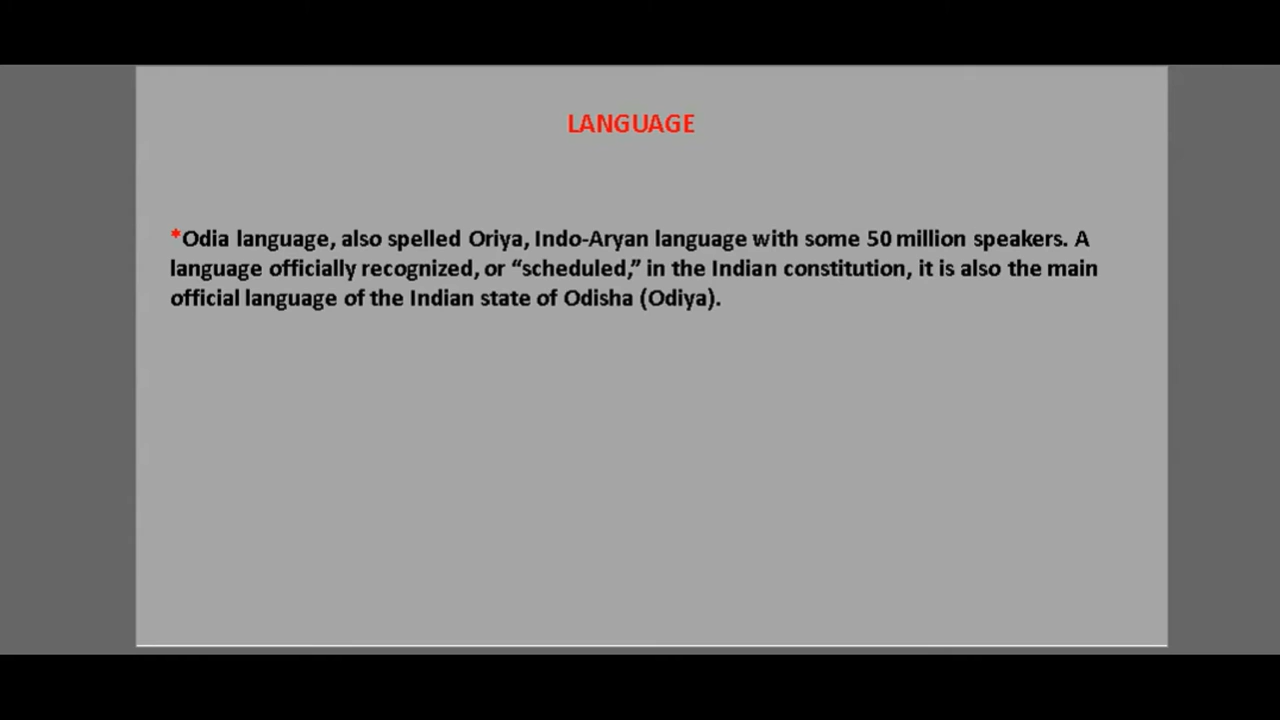 LANGUAGE
*Odia language, also spelled Oriya, Indo-Aryan language with some 50 million speakers. A
language officially recognized, or “scheduled,” in the Indian constitution, it is also the main
official language of the Indian state of Odisha (Odiya).